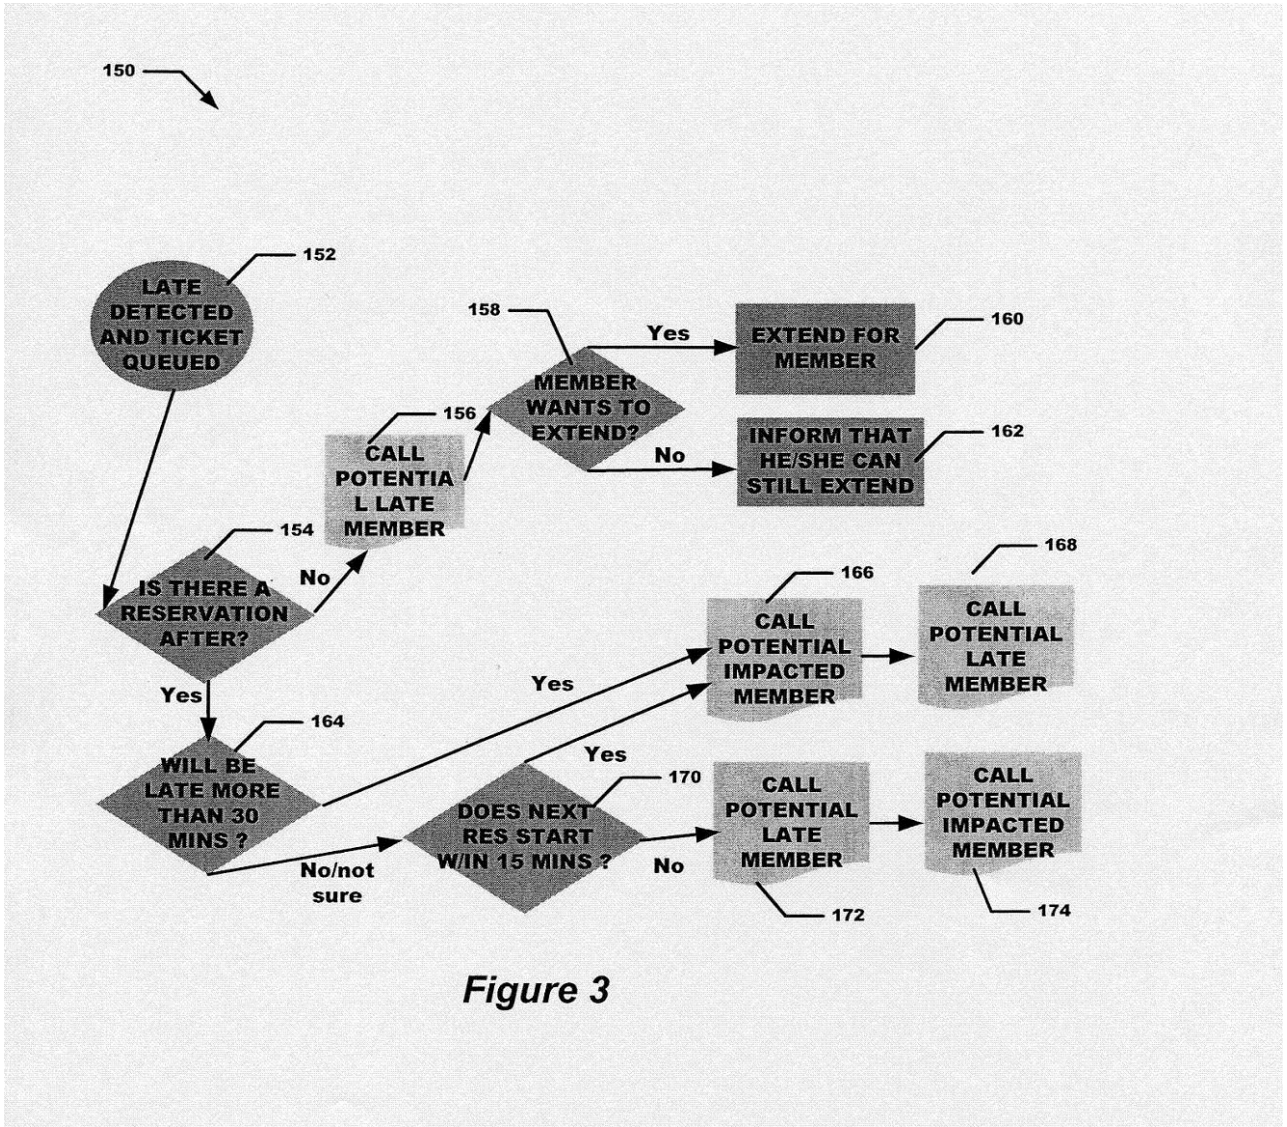 150
152
LATE
DETECTED
AND TICKET
QUEUED
154
IS THERE A
RESERVATION
AFTER?
No
Yes
156
CALL
POTENTIA
L LATE
MEMBER
158
MEMBER
WANTS TO
EXTEND?
Yes
No
160
EXTEND FOR
MEMBER
162
INFORM THAT
HE/SHE CAN
STILL EXTEND
164
WILL BE
LATE MORE
THAN 30
MINS ?
Yes
No/not
sure
166
CALL
POTENTIAL
IMPACTED
MEMBER
168
CALL
POTENTIAL
LATE
MEMBER
170
DOES NEXT
RES START
W/IN 15 MINS ?
Yes
No
CALL
POTENTIAL
LATE
MEMBER
172
CALL
POTENTIAL
IMPACTED
MEMBER
174
Figure 3